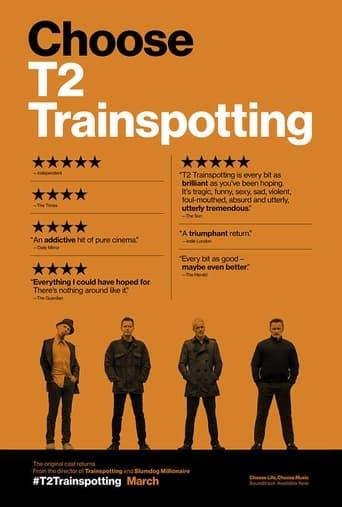 Choose
T2
Trainspotting
★★★★★
—Independent
★★★★
—The Times
★★★★
“An addictive hit of pure cinema.”
—Daily Mirror
★★★★
“Everything I could have hoped for.
There’s nothing around like it.”
—The Guardian
★★★★★
“T2 Trainspotting is every bit as
brilliant as you’ve been hoping.
It’s tragic, funny, sexy, sad, violent,
foul-mouthed, absurd and utterly,
utterly tremendous.”
—The Sun
“A triumphant return.”
—Indie London
“Every bit as good –
maybe even better.”
—The Herald
The original cast returns
From the director of Trainspotting and Slumdog Millionaire
#T2Trainspotting March
Choose Life, Choose Music
Soundtrack Available Now